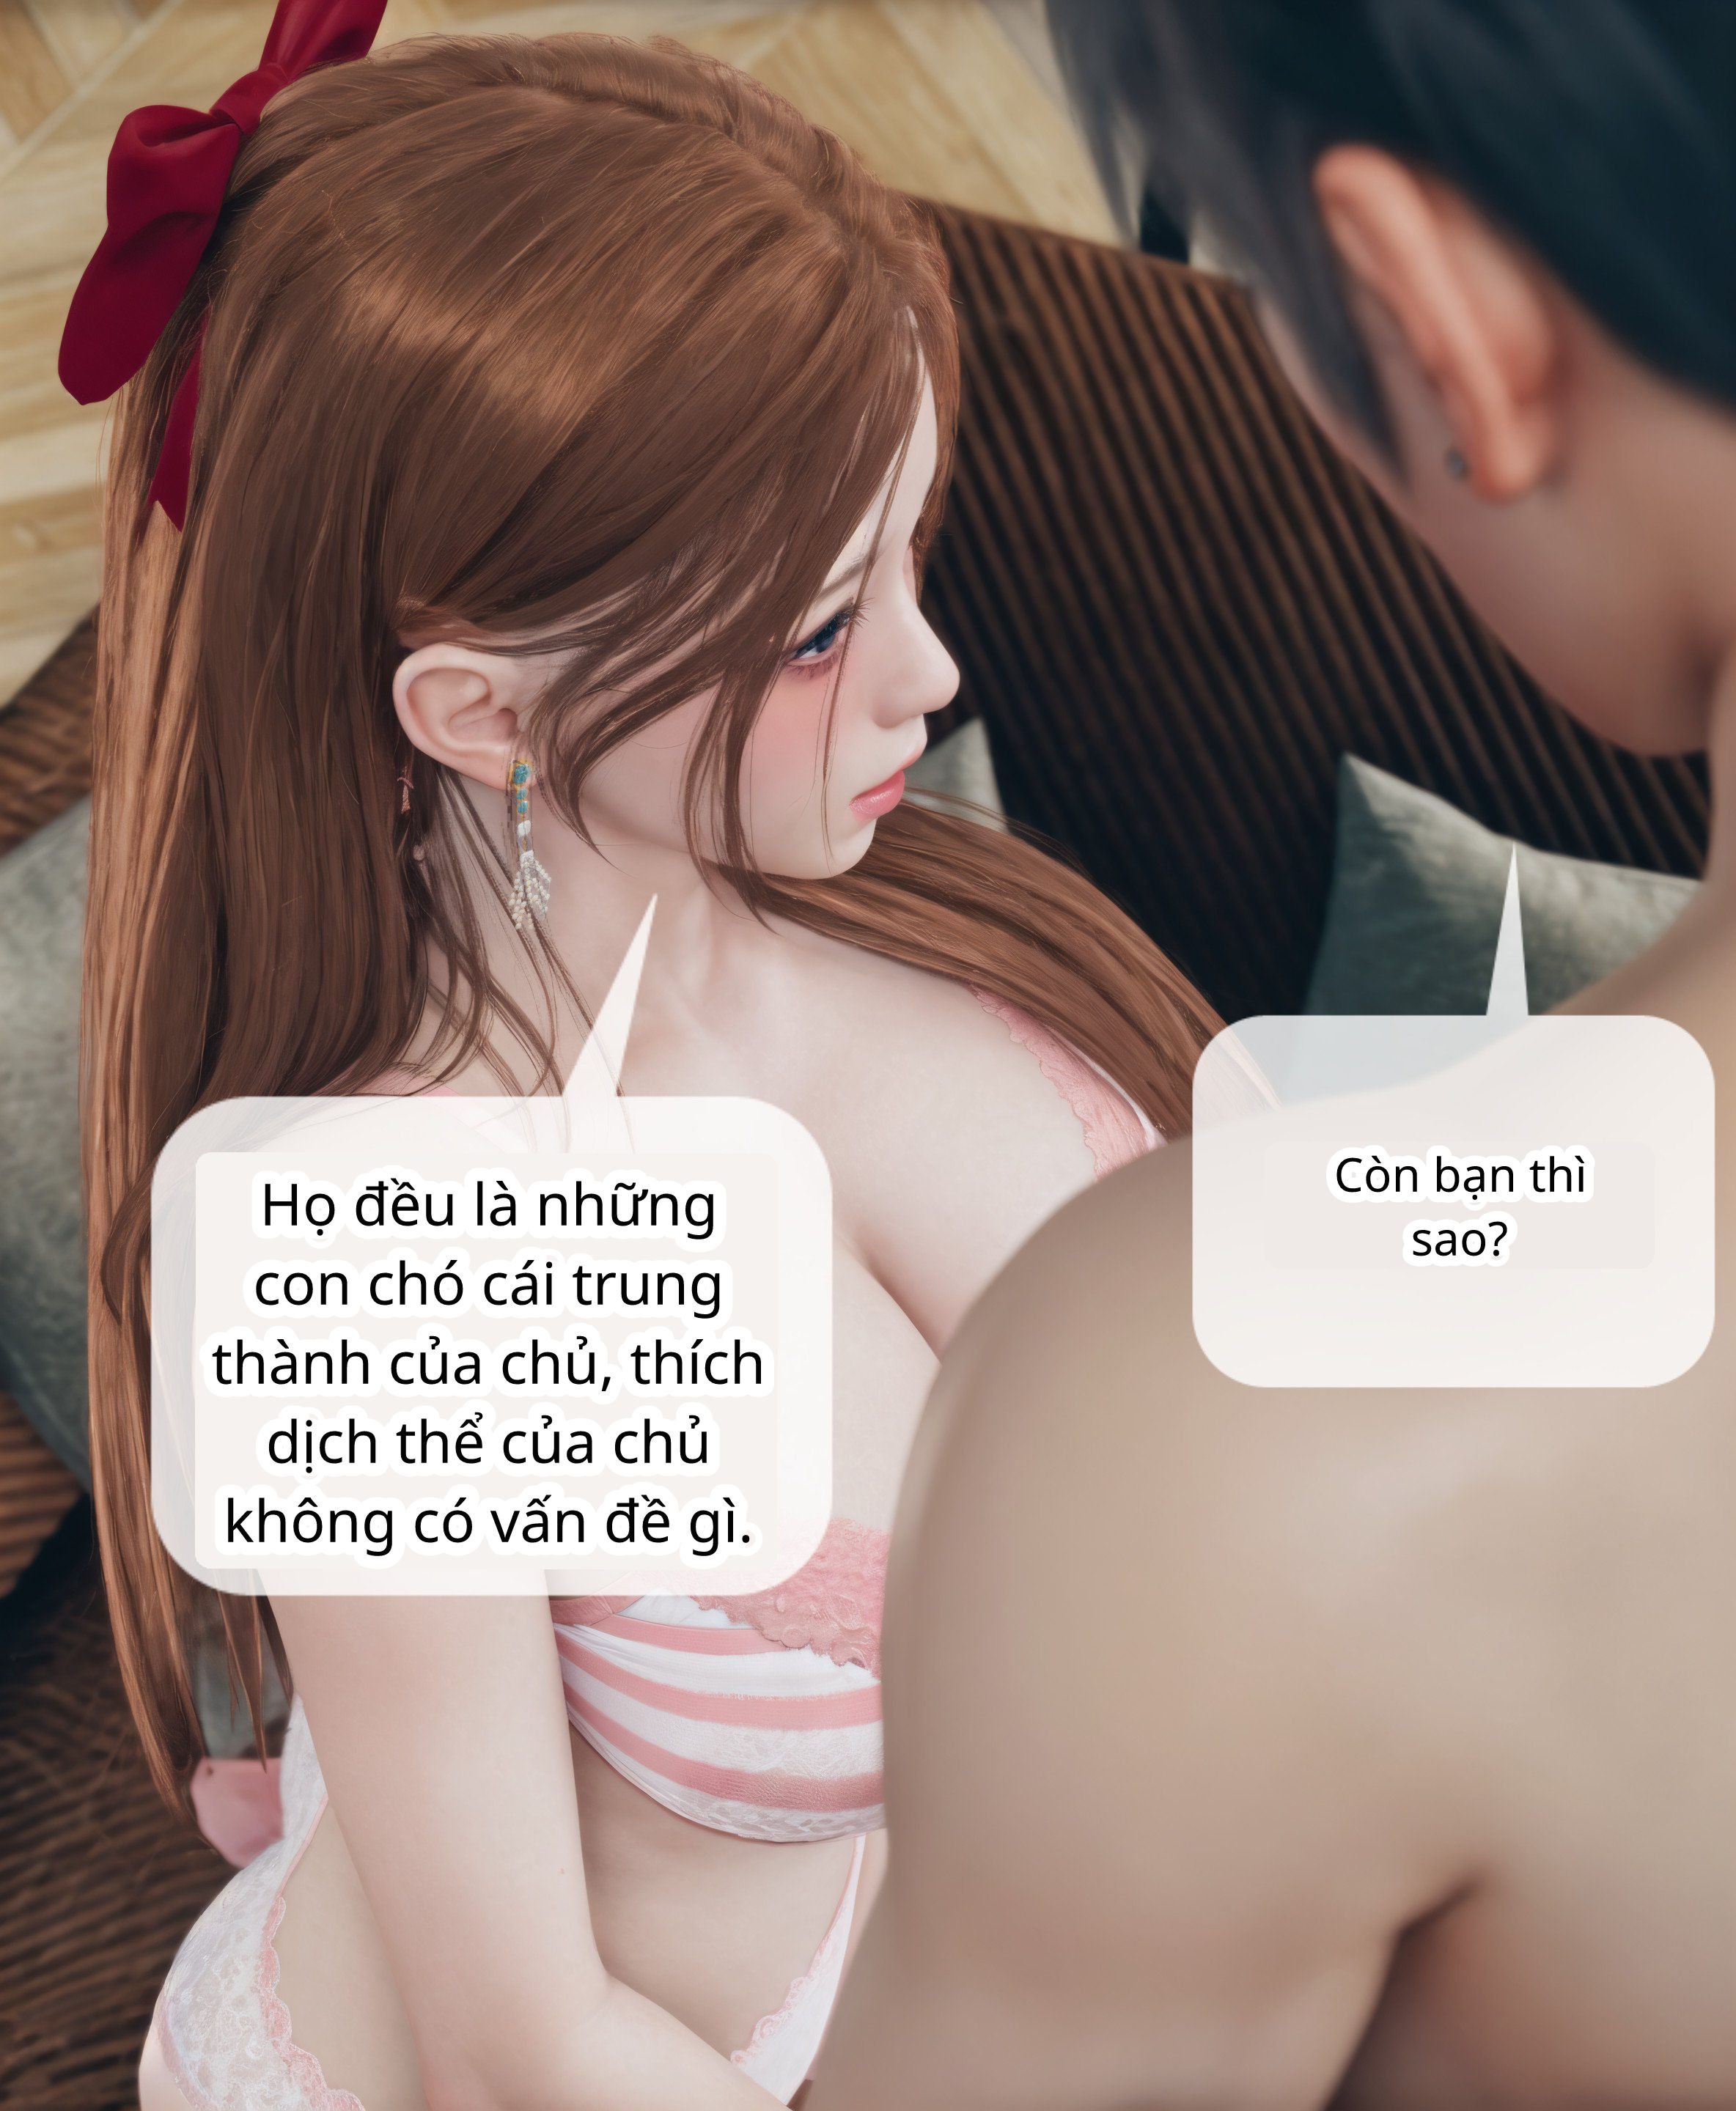 Họ đều là những
con chó cái trung
thành của chủ, thích
dịch thể của chủ
không có vấn đề gì.
Còn bạn thì
sao?